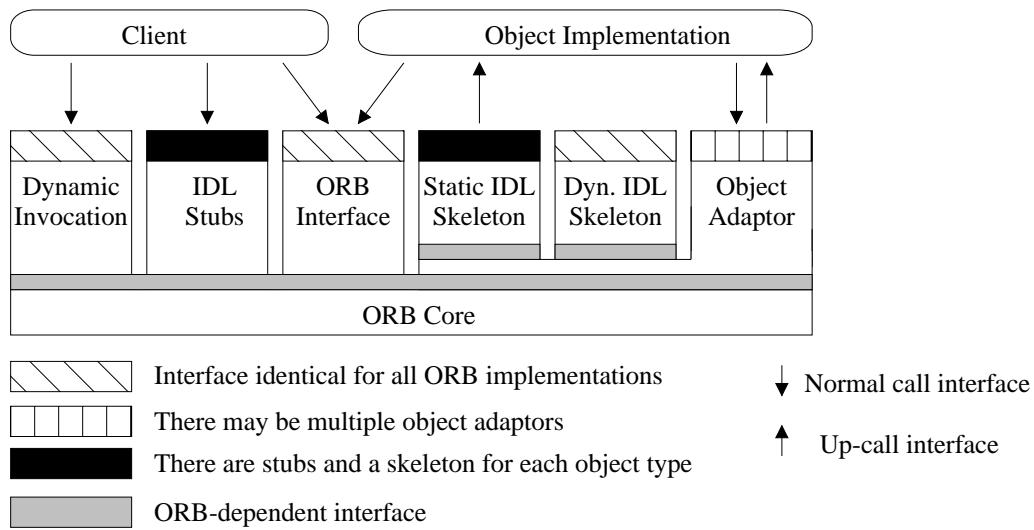 Client
Object Implementation
Dynamic
Invocation
IDL
Stubs
ORB
Interface
Static IDL
Skeleton
Dyn. IDL
Skeleton
Object
Adaptor
ORB Core
Interface identical for all ORB implementations
There may be multiple object adaptors
There are stubs and a skeleton for each object type
ORB-dependent interface
Normal call interface
Up-call interface